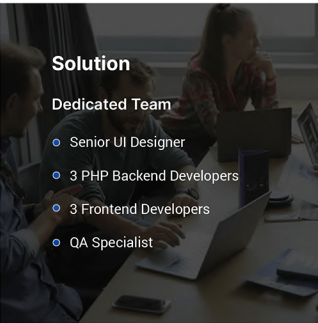 Solution
Dedicated Team
Senior UI Designer
3 PHP Backend Developers
3 Frontend Developers
QA Specialist